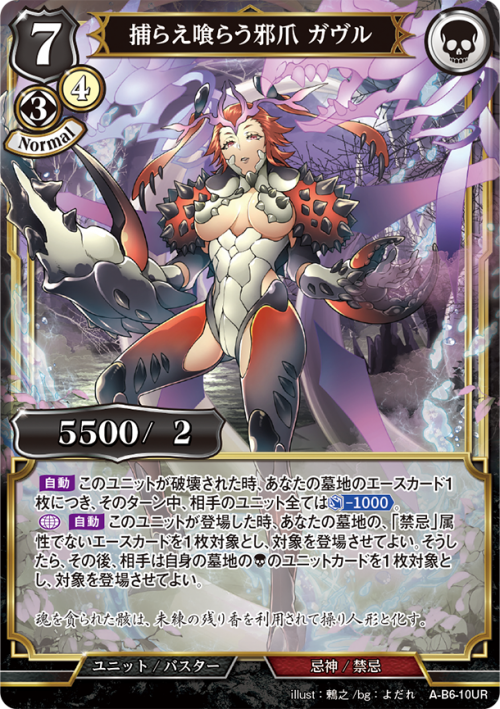 7
捕らえ喰らう邪爪 ガヴル
3
4
Normal
5500/ 2
自動 このユニットが破壊された時、あなたの墓地のエースカード1
枚につき、そのターン中、相手のユニット全ては-1000。
自動 このユニットが登場した時、あなたの墓地の、「禁忌」属
性でないエースカードを1枚対象とし、対象を登場させてよい。そうし
たら、その後、相手は自身の墓地の のユニットカードを1枚対象と
し、対象を登場させてよい。
魂を貪られた骸は、未練の残り香を利用されて操り人形と化す。
ユニット / バスター
忌神 / 禁忌
illust：鶫之 /bg：よだれ A-B6-10UR